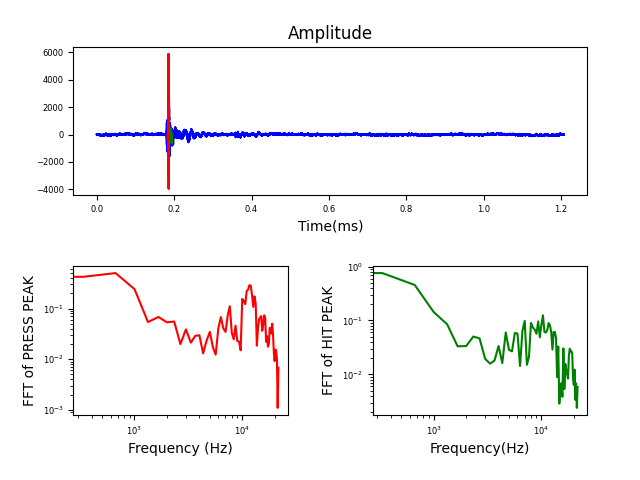 Amplitude
6000
4000
2000
0
−2000
−4000
0.0 0.2 0.4 0.6 0.8 1.0 1.2
Time(ms)
FFT of PRESS PEAK
10⁻¹
10⁻²
10⁻³
10³ 10⁴
Frequency (Hz)
FFT of HIT PEAK
10⁰
10⁻¹
10⁻²
10³ 10⁴
Frequency(Hz)